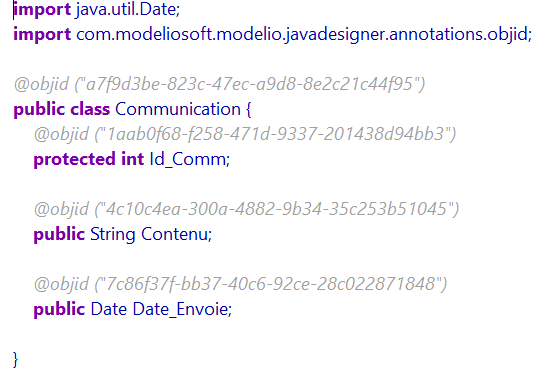 import java.util.Date;
import com.modeliosoft.modelio.javadesigner.annotations.objid;
@objid ("a7f9d3be-823c-47ec-a9d8-8e2c21c44f95")
public class Communication {
@objid ("1aab0f68-f258-471d-9337-201438d94bb3")
protected int Id_Comm;
@objid ("4c10c4ea-300a-4882-9b34-35c253b51045")
public String Contenu;
@objid ("7c86f37f-bb37-40c6-92ce-28c022871848")
public Date Date_Envoie;
}